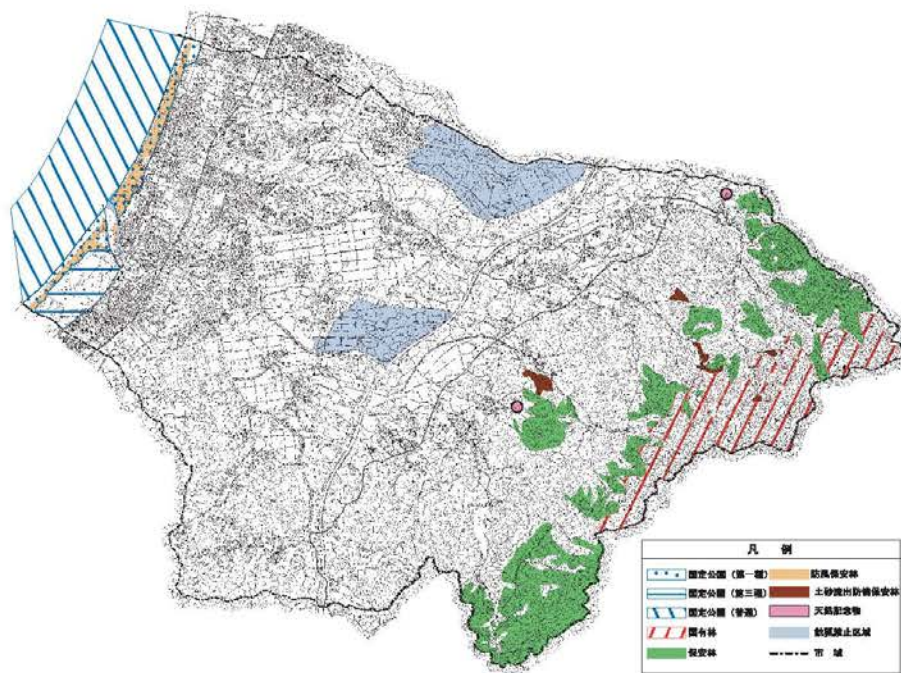 凡 例
国定公園 (第一種)
国定公園 (第三種)
国定公園 (普通)
国有林
保安林
防風保安林
土砂流出防備保安林
天然記念物
銃猟禁止区域
市 域